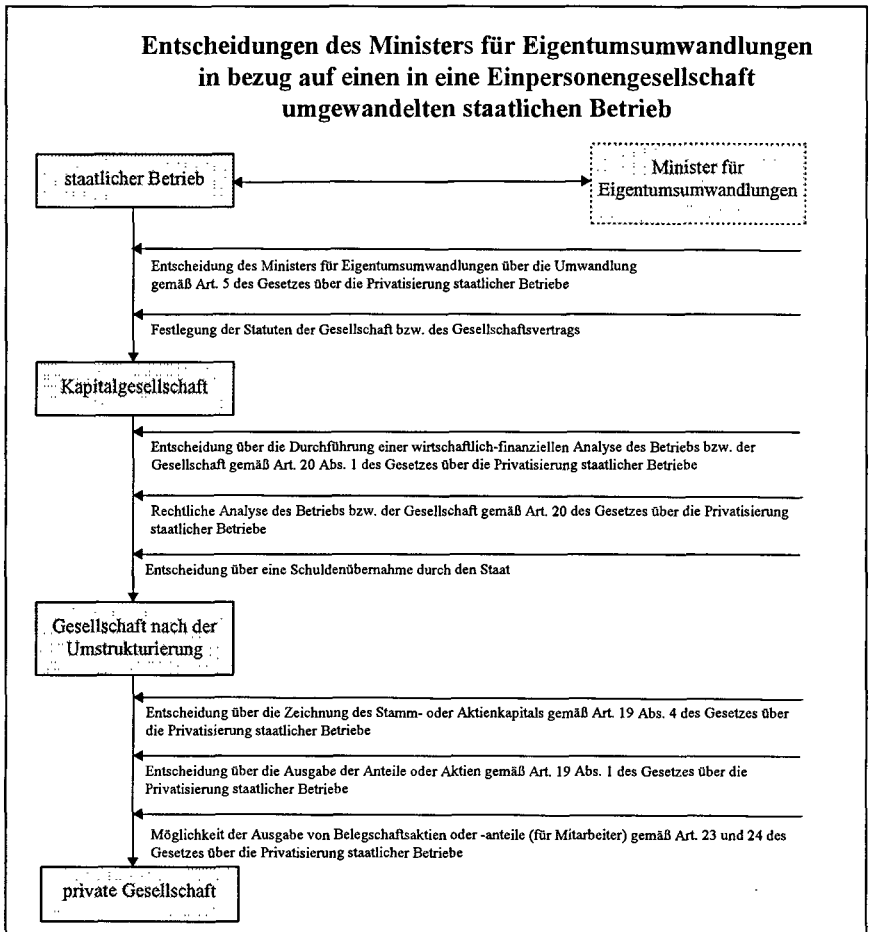 Entscheidungen des Ministers für Eigentumsumwandlungen
in bezug auf einen in eine Einpersonengesellschaft
umgewandelten staatlichen Betrieb
staatlicher Betrieb
Minister für
Eigentumsumwandlungen
Entscheidung des Ministers für Eigentumsumwandlungen über die Umwandlung
gemäß Art. 5 des Gesetzes über die Privatisierung staatlicher Betriebe
Festlegung der Statuten der Gesellschaft bzw. des Gesellschaftsvertrags
Kapitalgesellschaft
Entscheidung über die Durchführung einer wirtschaftlich-finanziellen Analyse des Betriebs bzw. der
Gesellschaft gemäß Art. 20 Abs. 1 des Gesetzes über die Privatisierung staatlicher Betriebe
Rechtliche Analyse des Betriebs bzw. der Gesellschaft gemäß Art. 20 des Gesetzes über die Privatisierung
staatlicher Betriebe
Entscheidung über eine Schuldenübernahme durch den Staat
Gesellschaft nach der
Umstrukturierung
Entscheidung über die Zeichnung des Stamm- oder Aktienkapitals gemäß Art. 19 Abs. 4 des Gesetzes über
die Privatisierung staatlicher Betriebe
Entscheidung über die Ausgabe der Anteile oder Aktien gemäß Art. 19 Abs. 1 des Gesetzes über die
Privatisierung staatlicher Betriebe
Möglichkeit der Ausgabe von Belegschaftsaktien oder -anteile (für Mitarbeiter) gemäß Art. 23 und 24 des
Gesetzes über die Privatisierung staatlicher Betriebe
private Gesellschaft